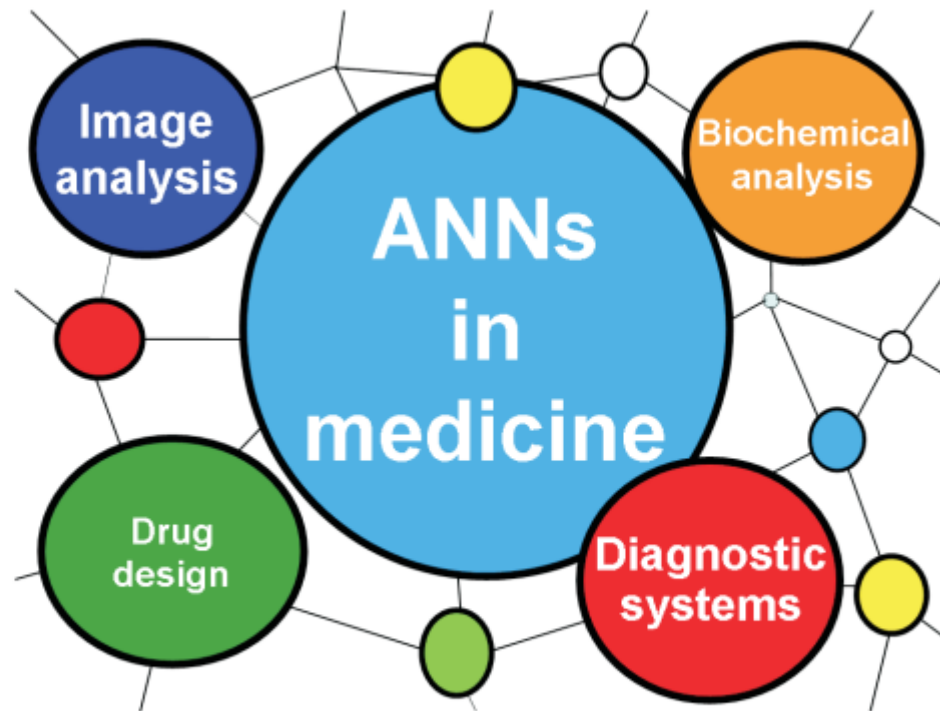 Image
analysis
Biochemical
analysis
ANNs
in
medicine
Drug
design
Diagnostic
systems